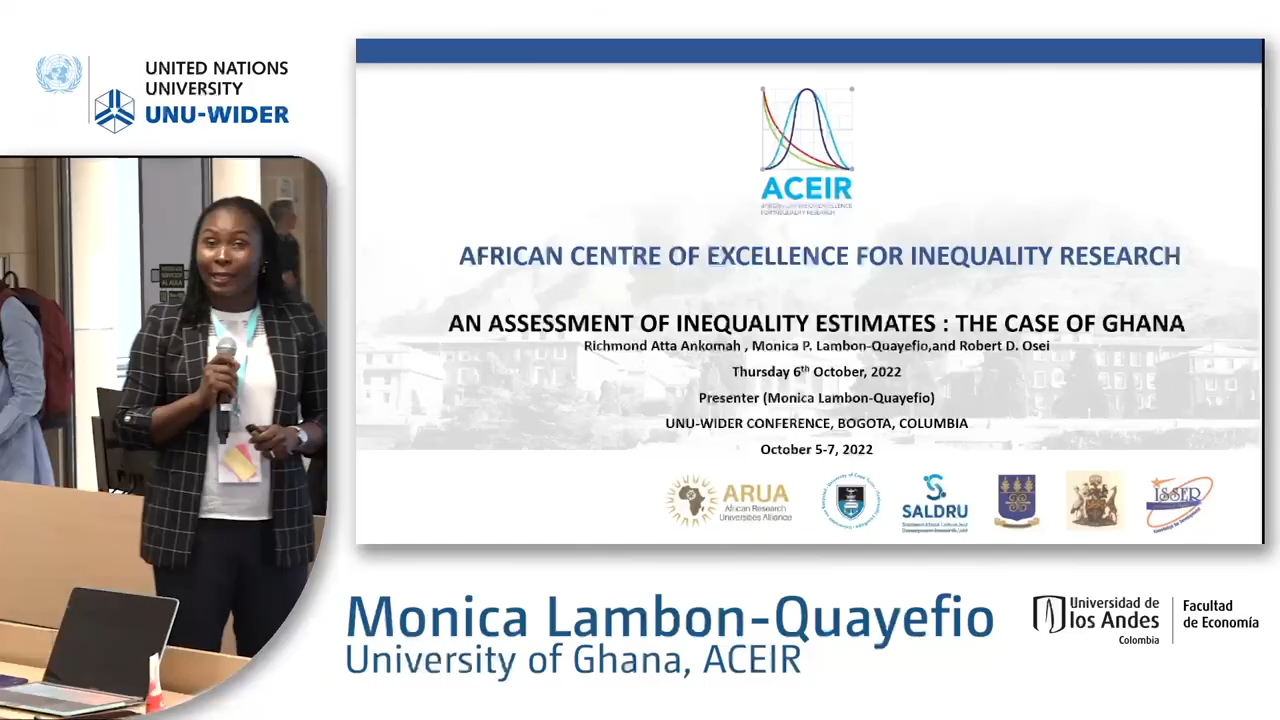 UNITED NATIONS
UNIVERSITY
UNU-WIDER
ACEIR
AFRICAN CENTRE OF EXCELLENCE FOR INEQUALITY RESEARCH
AN ASSESSMENT OF INEQUALITY ESTIMATES : THE CASE OF GHANA
Richmond Atta Ankomah , Monica P. Lambon-Quayefio,and Robert D. Osei
Thursday 6th October, 2022
Presenter (Monica Lambon-Quayefio)
UNU-WIDER CONFERENCE, BOGOTA, COLUMBIA
October 5-7, 2022
ARUA
African Research
Universities Alliance
SALDRU
ISSER
Monica Lambon-Quayefio
University of Ghana, ACEIR
Universidad de
los Andes
Colombia
Facultad
de Economía